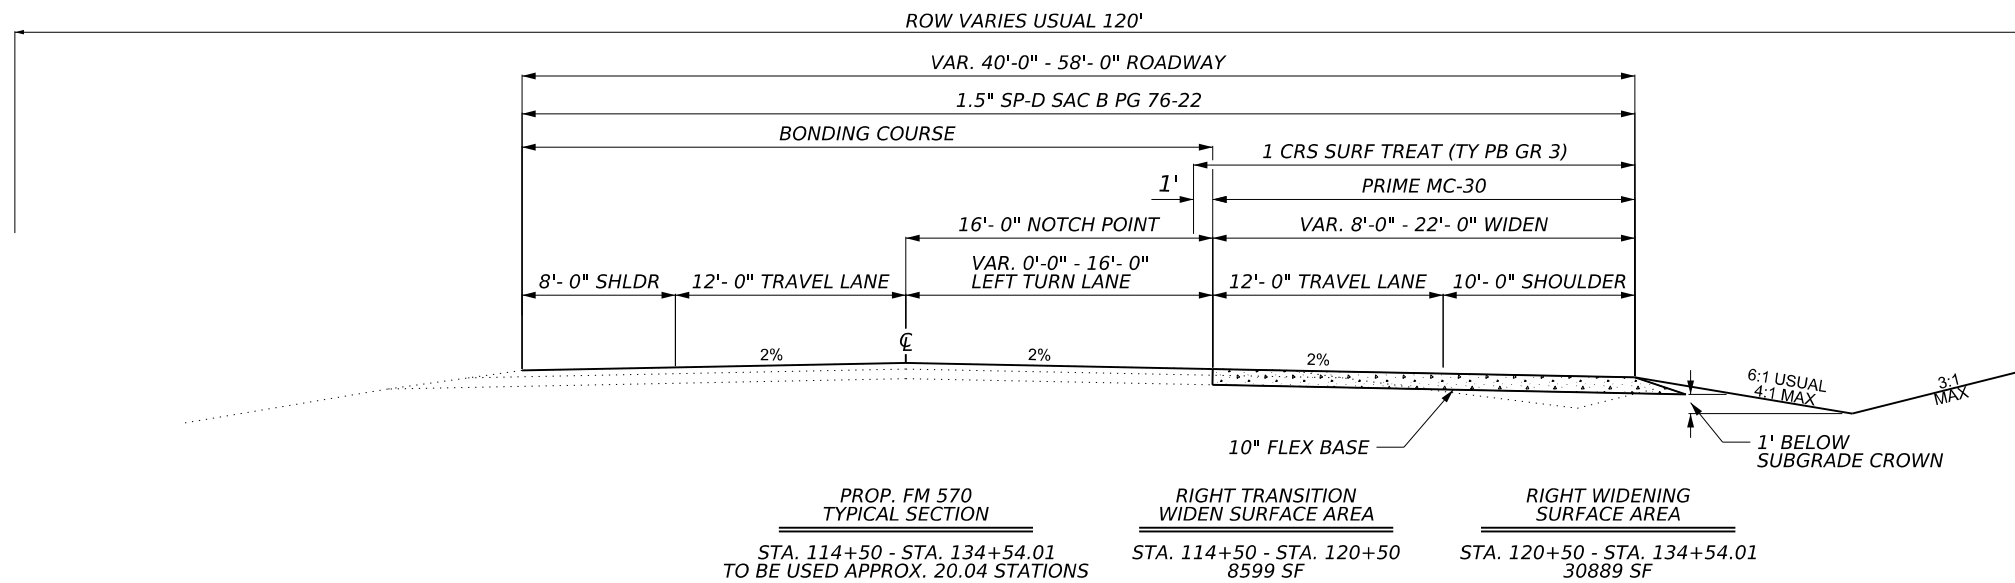 ROW VARIES USUAL 120'
VAR. 40'-0" - 58'- 0" ROADWAY
1.5" SP-D SAC B PG 76-22
BONDING COURSE
1 CRS SURF TREAT (TY PB GR 3)
1'
PRIME MC-30
16'- 0" NOTCH POINT
VAR. 8'-0" - 22'- 0" WIDEN
8'- 0" SHLDR
12'- 0" TRAVEL LANE
VAR. 0'-0" - 16'- 0"
LEFT TURN LANE
12'- 0" TRAVEL LANE
10'- 0" SHOULDER
℄
2%
2%
2%
6:1 USUAL
4:1 MAX
3:1
MAX
10" FLEX BASE
1' BELOW
SUBGRADE CROWN
PROP. FM 570
TYPICAL SECTION
STA. 114+50 - STA. 134+54.01
TO BE USED APPROX. 20.04 STATIONS
RIGHT TRANSITION
WIDEN SURFACE AREA
STA. 114+50 - STA. 120+50
8599 SF
RIGHT WIDENING
SURFACE AREA
STA. 120+50 - STA. 134+54.01
30889 SF